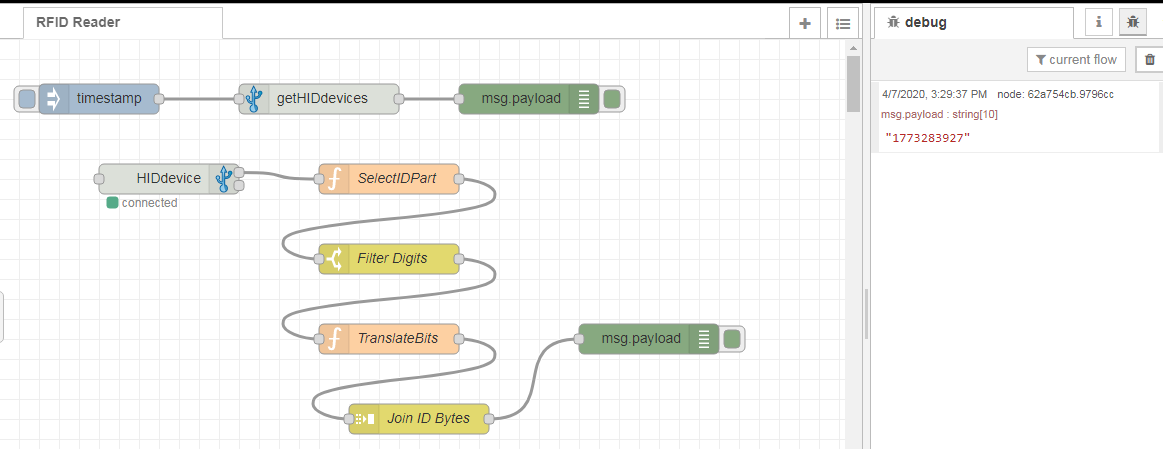 RFID Reader
debug
i
current flow
timestamp
getHIDdevices
msg.payload
4/7/2020, 3:29:37 PM node: 62a754cb.9796cc
msg.payload : string[10]
"1773283927"
HIDdevice
connected
SelectIDPart
Filter Digits
TranslateBits
msg.payload
Join ID Bytes